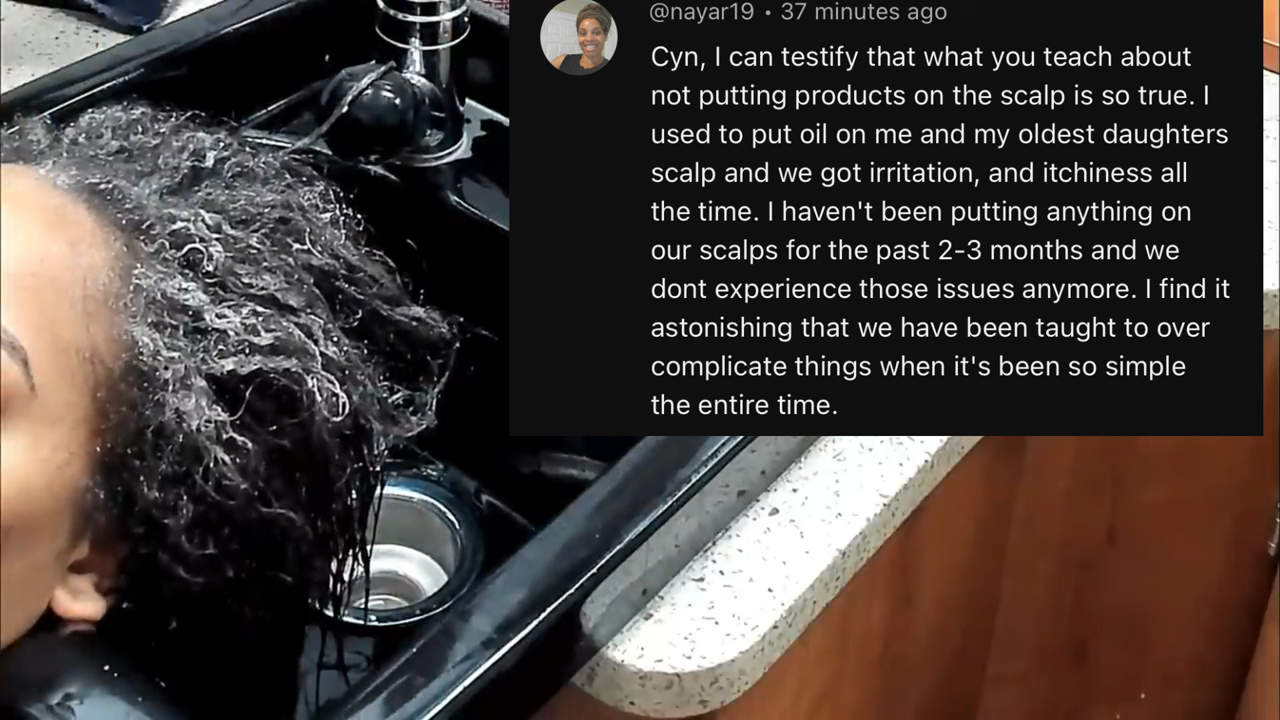 @nayar19 • 37 minutes ago
Cyn, I can testify that what you teach about
not putting products on the scalp is so true. I
used to put oil on me and my oldest daughters
scalp and we got irritation, and itchiness all
the time. I haven't been putting anything on
our scalps for the past 2-3 months and we
dont experience those issues anymore. I find it
astonishing that we have been taught to over
complicate things when it's been so simple
the entire time.